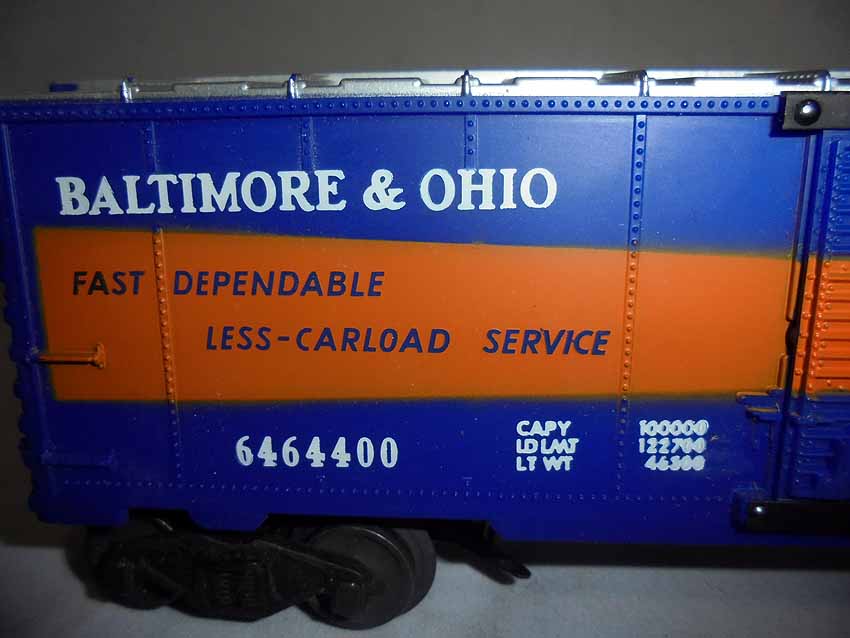 BALTIMORE & OHIO
FAST DEPENDABLE
LESS-CARLOAD SERVICE
6464400
CAPY 100000
LD LMT 122700
LT WT 46300